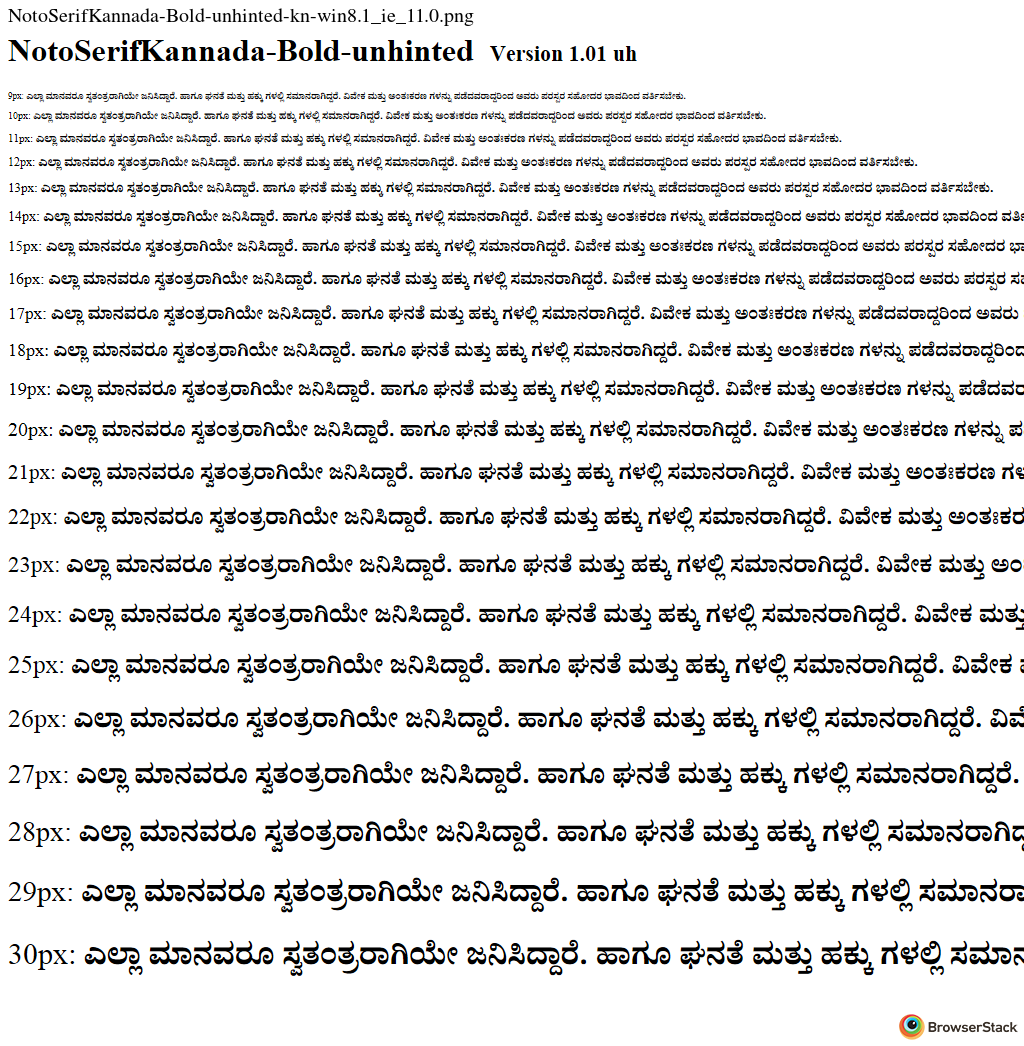 NotoSerifKannada-Bold-unhinted-kn-win8.1_ie_11.0.png
NotoSerifKannada-Bold-unhinted Version 1.01 uh
9px: ಎಲ್ಲಾ ಮಾನವರೂ ಸ್ವತಂತ್ರರಾಗಿಯೇ ಜನಿಸಿದ್ದಾರೆ. ಹಾಗೂ ಘನತೆ ಮತ್ತು ಹಕ್ಕು ಗಳಲ್ಲಿ ಸಮಾನರಾಗಿದ್ದರೆ. ವಿವೇಕ ಮತ್ತು ಅಂತಃಕರಣ ಗಳನ್ನು ಪಡೆದವರಾದ್ದರಿಂದ ಅವರು ಪರಸ್ಪರ ಸಹೋದರ ಭಾವದಿಂದ ವರ್ತಿಸಬೇಕು.
10px: ಎಲ್ಲಾ ಮಾನವರೂ ಸ್ವತಂತ್ರರಾಗಿಯೇ ಜನಿಸಿದ್ದಾರೆ. ಹಾಗೂ ಘನತೆ ಮತ್ತು ಹಕ್ಕು ಗಳಲ್ಲಿ ಸಮಾನರಾಗಿದ್ದರೆ. ವಿವೇಕ ಮತ್ತು ಅಂತಃಕರಣ ಗಳನ್ನು ಪಡೆದವರಾದ್ದರಿಂದ ಅವರು ಪರಸ್ಪರ ಸಹೋದರ ಭಾವದಿಂದ ವರ್ತಿಸಬೇಕು.
11px: ಎಲ್ಲಾ ಮಾನವರೂ ಸ್ವತಂತ್ರರಾಗಿಯೇ ಜನಿಸಿದ್ದಾರೆ. ಹಾಗೂ ಘನತೆ ಮತ್ತು ಹಕ್ಕು ಗಳಲ್ಲಿ ಸಮಾನರಾಗಿದ್ದರೆ. ವಿವೇಕ ಮತ್ತು ಅಂತಃಕರಣ ಗಳನ್ನು ಪಡೆದವರಾದ್ದರಿಂದ ಅವರು ಪರಸ್ಪರ ಸಹೋದರ ಭಾವದಿಂದ ವರ್ತಿಸಬೇಕು.
12px: ಎಲ್ಲಾ ಮಾನವರೂ ಸ್ವತಂತ್ರರಾಗಿಯೇ ಜನಿಸಿದ್ದಾರೆ. ಹಾಗೂ ಘನತೆ ಮತ್ತು ಹಕ್ಕು ಗಳಲ್ಲಿ ಸಮಾನರಾಗಿದ್ದರೆ. ವಿವೇಕ ಮತ್ತು ಅಂತಃಕರಣ ಗಳನ್ನು ಪಡೆದವರಾದ್ದರಿಂದ ಅವರು ಪರಸ್ಪರ ಸಹೋದರ ಭಾವದಿಂದ ವರ್ತಿಸಬೇಕು.
13px: ಎಲ್ಲಾ ಮಾನವರೂ ಸ್ವತಂತ್ರರಾಗಿಯೇ ಜನಿಸಿದ್ದಾರೆ. ಹಾಗೂ ಘನತೆ ಮತ್ತು ಹಕ್ಕು ಗಳಲ್ಲಿ ಸಮಾನರಾಗಿದ್ದರೆ. ವಿವೇಕ ಮತ್ತು ಅಂತಃಕರಣ ಗಳನ್ನು ಪಡೆದವರಾದ್ದರಿಂದ ಅವರು ಪರಸ್ಪರ ಸಹೋದರ ಭಾವದಿಂದ ವರ್ತಿಸಬೇಕು.
14px: ಎಲ್ಲಾ ಮಾನವರೂ ಸ್ವತಂತ್ರರಾಗಿಯೇ ಜನಿಸಿದ್ದಾರೆ. ಹಾಗೂ ಘನತೆ ಮತ್ತು ಹಕ್ಕು ಗಳಲ್ಲಿ ಸಮಾನರಾಗಿದ್ದರೆ. ವಿವೇಕ ಮತ್ತು ಅಂತಃಕರಣ ಗಳನ್ನು ಪಡೆದವರಾದ್ದರಿಂದ ಅವರು ಪರಸ್ಪರ ಸಹೋದರ ಭಾವದಿಂದ
15px: ಎಲ್ಲಾ ಮಾನವರೂ ಸ್ವತಂತ್ರರಾಗಿಯೇ ಜನಿಸಿದ್ದಾರೆ. ಹಾಗೂ ಘನತೆ ಮತ್ತು ಹಕ್ಕು ಗಳಲ್ಲಿ ಸಮಾನರಾಗಿದ್ದರೆ. ವಿವೇಕ ಮತ್ತು ಅಂತಃಕರಣ ಗಳನ್ನು ಪಡೆದವರಾದ್ದರಿಂದ ಅವರು ಪರಸ್ಪರ ಸಹೋದರ
16px: ಎಲ್ಲಾ ಮಾನವರೂ ಸ್ವತಂತ್ರರಾಗಿಯೇ ಜನಿಸಿದ್ದಾರೆ. ಹಾಗೂ ಘನತೆ ಮತ್ತು ಹಕ್ಕು ಗಳಲ್ಲಿ ಸಮಾನರಾಗಿದ್ದರೆ. ವಿವೇಕ ಮತ್ತು ಅಂತಃಕರಣ ಗಳನ್ನು ಪಡೆದವರಾದ್ದರಿಂದ ಅವರು ಪರಸ್ಪರ
17px: ಎಲ್ಲಾ ಮಾನವರೂ ಸ್ವತಂತ್ರರಾಗಿಯೇ ಜನಿಸಿದ್ದಾರೆ. ಹಾಗೂ ಘನತೆ ಮತ್ತು ಹಕ್ಕು ಗಳಲ್ಲಿ ಸಮಾನರಾಗಿದ್ದರೆ. ವಿವೇಕ ಮತ್ತು ಅಂತಃಕರಣ ಗಳನ್ನು ಪಡೆದವರಾದ್ದರಿಂದ ಅವರು
18px: ಎಲ್ಲಾ ಮಾನವರೂ ಸ್ವತಂತ್ರರಾಗಿಯೇ ಜನಿಸಿದ್ದಾರೆ. ಹಾಗೂ ಘನತೆ ಮತ್ತು ಹಕ್ಕು ಗಳಲ್ಲಿ ಸಮಾನರಾಗಿದ್ದರೆ. ವಿವೇಕ ಮತ್ತು ಅಂತಃಕರಣ ಗಳನ್ನು
19px: ಎಲ್ಲಾ ಮಾನವರೂ ಸ್ವತಂತ್ರರಾಗಿಯೇ ಜನಿಸಿದ್ದಾರೆ. ಹಾಗೂ ಘನತೆ ಮತ್ತು ಹಕ್ಕು ಗಳಲ್ಲಿ ಸಮಾನರಾಗಿದ್ದರೆ. ವಿವೇಕ ಮತ್ತು ಅಂತಃಕರಣ ಗಳನ್ನು
20px: ಎಲ್ಲಾ ಮಾನವರೂ ಸ್ವತಂತ್ರರಾಗಿಯೇ ಜನಿಸಿದ್ದಾರೆ. ಹಾಗೂ ಘನತೆ ಮತ್ತು ಹಕ್ಕು ಗಳಲ್ಲಿ ಸಮಾನರಾಗಿದ್ದರೆ. ವಿವೇಕ ಮತ್ತು ಅಂತಃಕರಣ ಗಳನ್ನು
21px: ಎಲ್ಲಾ ಮಾನವರೂ ಸ್ವತಂತ್ರರಾಗಿಯೇ ಜನಿಸಿದ್ದಾರೆ. ಹಾಗೂ ಘನತೆ ಮತ್ತು ಹಕ್ಕು ಗಳಲ್ಲಿ ಸಮಾನರಾಗಿದ್ದರೆ. ವಿವೇಕ ಮತ್ತು ಅಂತಃಕರಣ
22px: ಎಲ್ಲಾ ಮಾನವರೂ ಸ್ವತಂತ್ರರಾಗಿಯೇ ಜನಿಸಿದ್ದಾರೆ. ಹಾಗೂ ಘನತೆ ಮತ್ತು ಹಕ್ಕು ಗಳಲ್ಲಿ ಸಮಾನರಾಗಿದ್ದರೆ. ವಿವೇಕ ಮತ್ತು
23px: ಎಲ್ಲಾ ಮಾನವರೂ ಸ್ವತಂತ್ರರಾಗಿಯೇ ಜನಿಸಿದ್ದಾರೆ. ಹಾಗೂ ಘನತೆ ಮತ್ತು ಹಕ್ಕು ಗಳಲ್ಲಿ ಸಮಾನರಾಗಿದ್ದರೆ. ವಿವೇಕ ಮತ್ತು
24px: ಎಲ್ಲಾ ಮಾನವರೂ ಸ್ವತಂತ್ರರಾಗಿಯೇ ಜನಿಸಿದ್ದಾರೆ. ಹಾಗೂ ಘನತೆ ಮತ್ತು ಹಕ್ಕು ಗಳಲ್ಲಿ ಸಮಾನರಾಗಿದ್ದರೆ. ವಿವೇಕ ಮತ್ತು
25px: ಎಲ್ಲಾ ಮಾನವರೂ ಸ್ವತಂತ್ರರಾಗಿಯೇ ಜನಿಸಿದ್ದಾರೆ. ಹಾಗೂ ಘನತೆ ಮತ್ತು ಹಕ್ಕು ಗಳಲ್ಲಿ ಸಮಾನರಾಗಿದ್ದರೆ. ವಿವೇಕ
26px: ಎಲ್ಲಾ ಮಾನವರೂ ಸ್ವತಂತ್ರರಾಗಿಯೇ ಜನಿಸಿದ್ದಾರೆ. ಹಾಗೂ ಘನತೆ ಮತ್ತು ಹಕ್ಕು ಗಳಲ್ಲಿ ಸಮಾನರಾಗಿದ್ದರೆ.
27px: ಎಲ್ಲಾ ಮಾನವರೂ ಸ್ವತಂತ್ರರಾಗಿಯೇ ಜನಿಸಿದ್ದಾರೆ. ಹಾಗೂ ಘನತೆ ಮತ್ತು ಹಕ್ಕು ಗಳಲ್ಲಿ ಸಮಾನರಾಗಿದ್ದರೆ.
28px: ಎಲ್ಲಾ ಮಾನವರೂ ಸ್ವತಂತ್ರರಾಗಿಯೇ ಜನಿಸಿದ್ದಾರೆ. ಹಾಗೂ ಘನತೆ ಮತ್ತು ಹಕ್ಕು ಗಳಲ್ಲಿ
29px: ಎಲ್ಲಾ ಮಾನವರೂ ಸ್ವತಂತ್ರರಾಗಿಯೇ ಜನಿಸಿದ್ದಾರೆ. ಹಾಗೂ ಘನತೆ ಮತ್ತು ಹಕ್ಕು ಗಳಲ್ಲಿ
30px: ಎಲ್ಲಾ ಮಾನವರೂ ಸ್ವತಂತ್ರರಾಗಿಯೇ ಜನಿಸಿದ್ದಾರೆ. ಹಾಗೂ ಘನತೆ ಮತ್ತು ಹಕ್ಕು ಗಳಲ್ಲಿ
BrowserStack